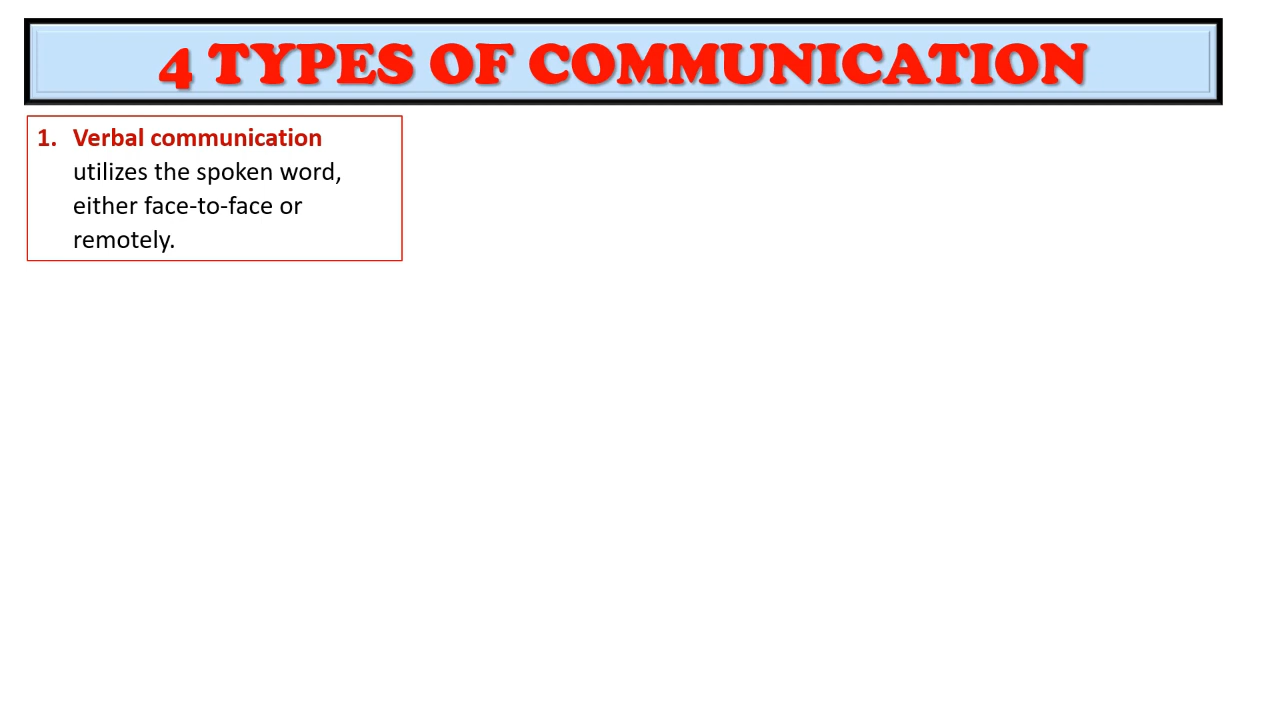 4 TYPES OF COMMUNICATION
1. Verbal communication
utilizes the spoken word,
either face-to-face or
remotely.